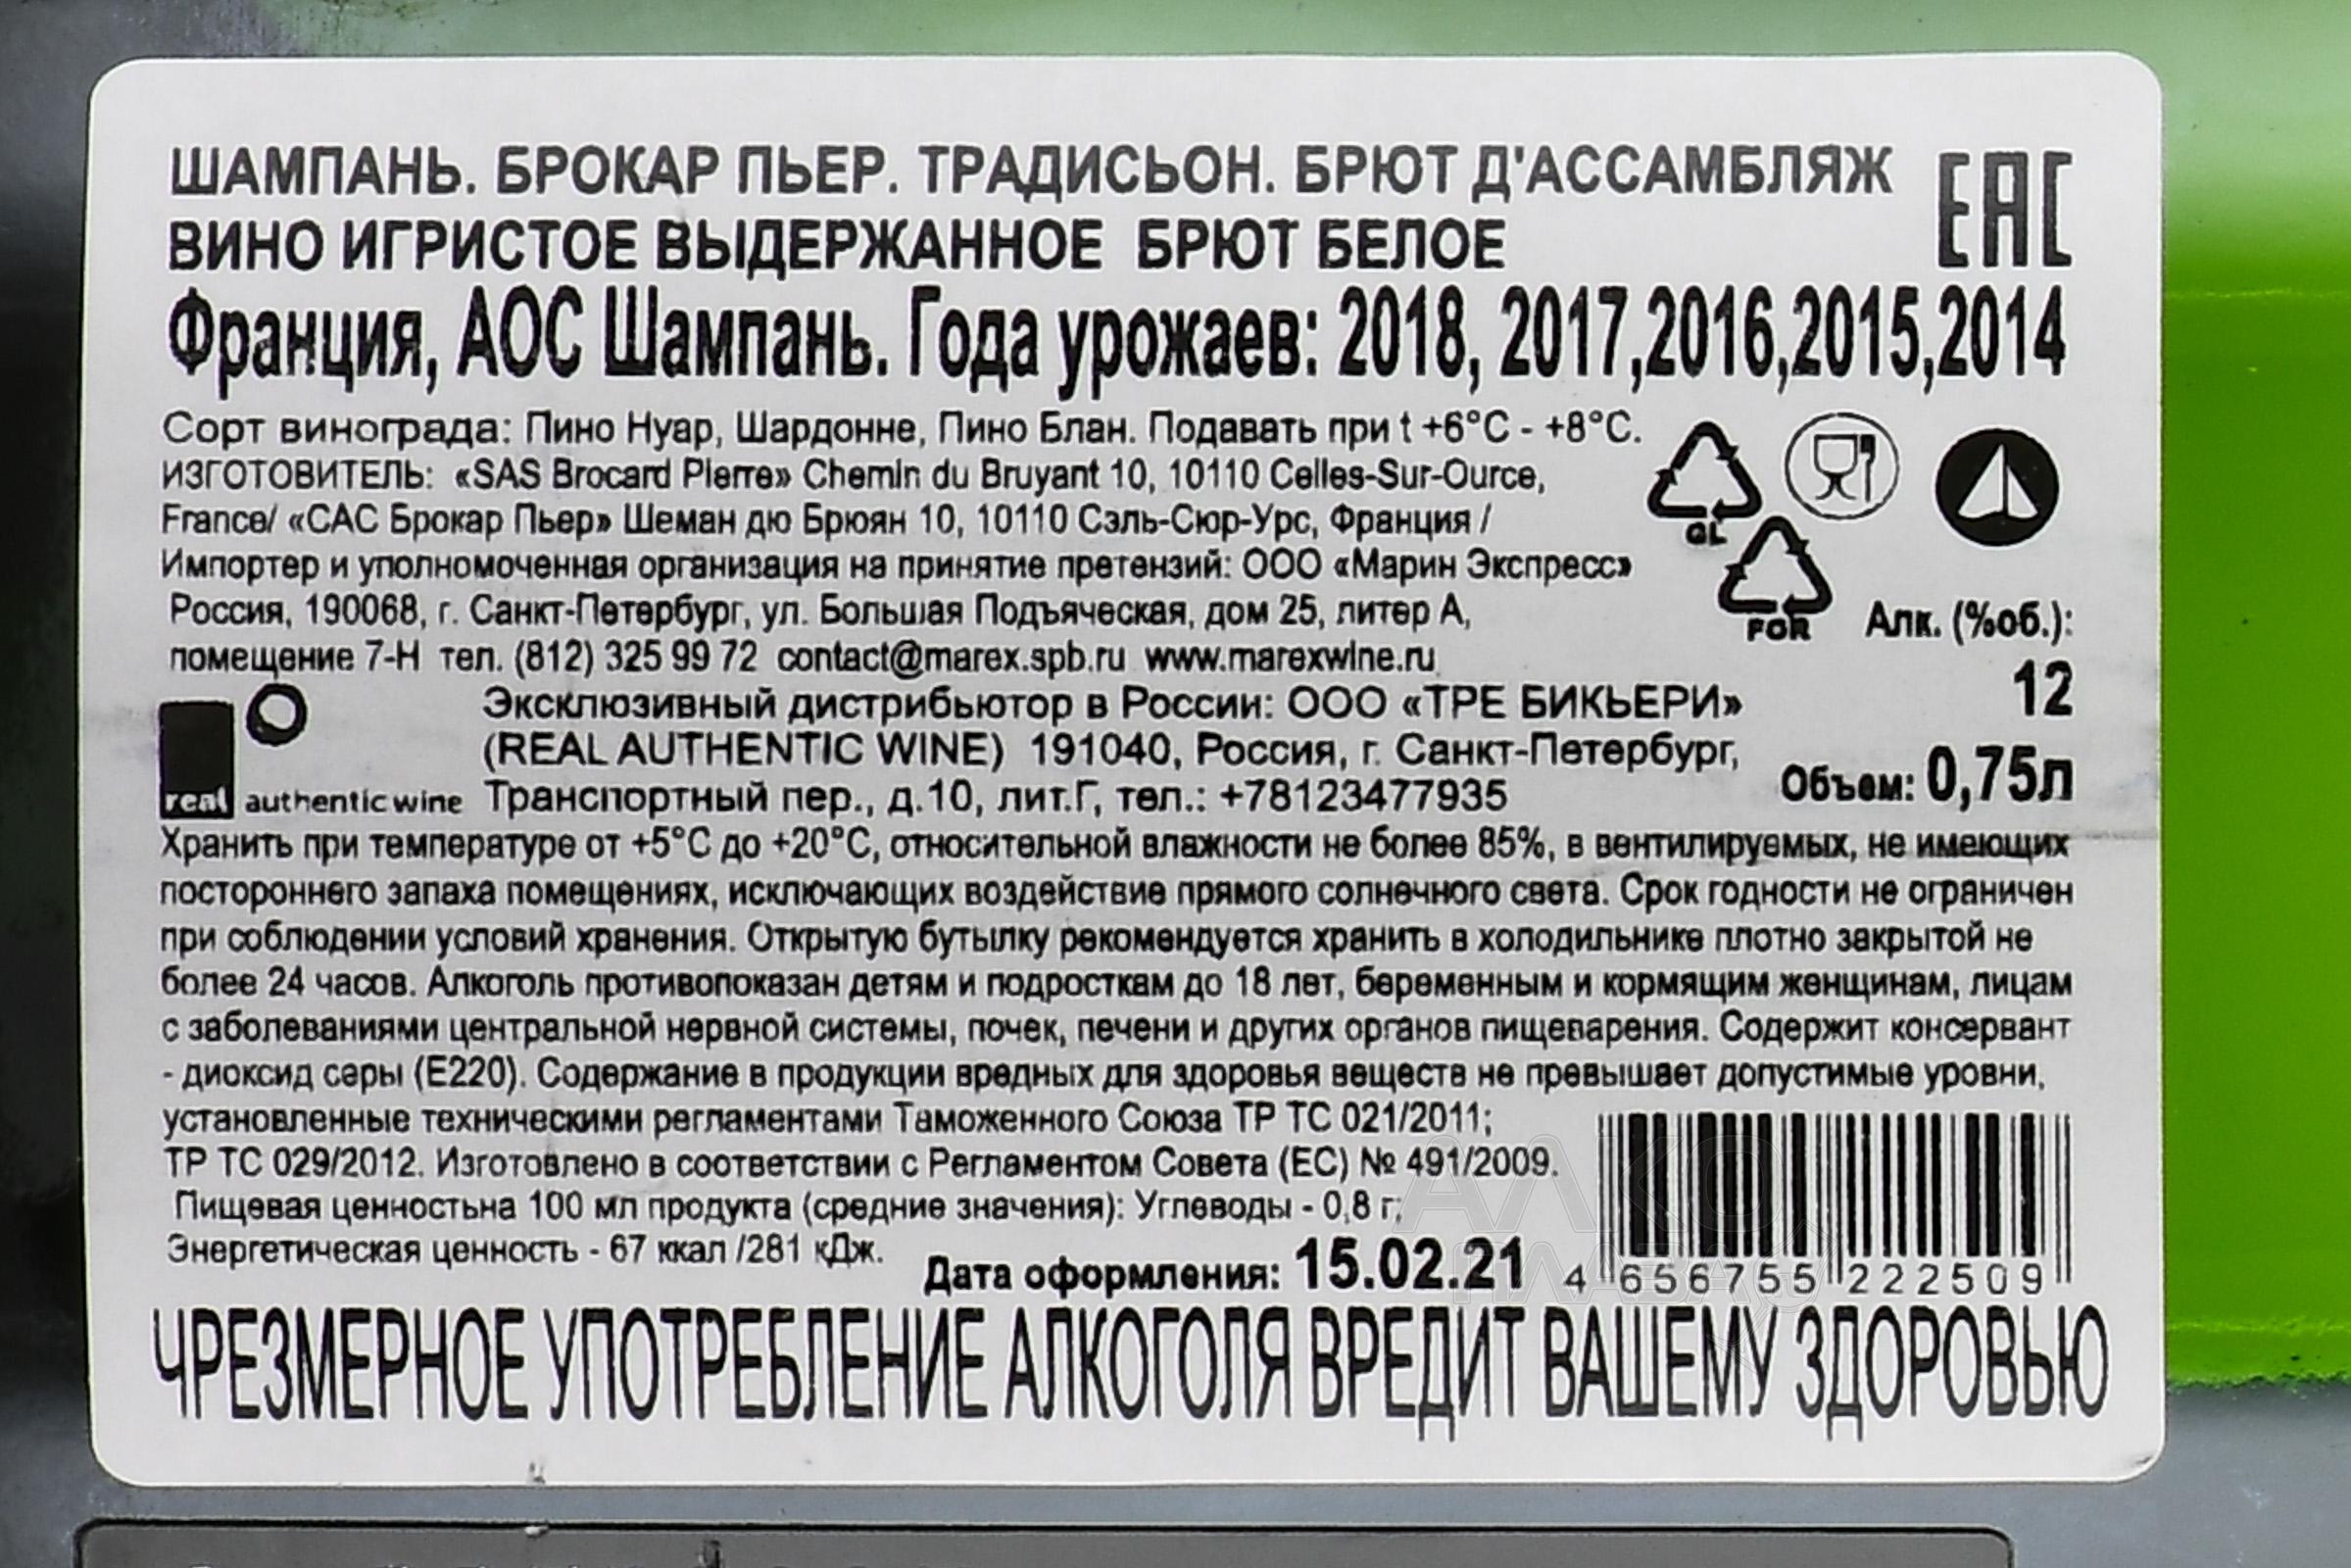 ШАМПАНЬ. БРОКАР ПЬЕР. ТРАДИСЬОН. БРЮТ Д'АССАМБЛЯЖ
EAC
ВИНО ИГРИСТОЕ ВЫДЕРЖАННОЕ БРЮТ БЕЛОЕ
Франция, АОС Шампань. Года урожаев: 2018, 2017,2016,2015,2014
Сорт винограда: Пино Нуар, Шардонне, Пино Блан. Подавать при t +6°C - +8°C.
ИЗГОТОВИТЕЛЬ: «SAS Brocard Pierre» Chemin du Bruyant 10, 10110 Celles-Sur-Ource,
France/ «САС Брокар Пьер» Шеман дю Брюян 10, 10110 Сэль-Сюр-Урс, Франция /
GL
Импортер и уполномоченная организация на принятие претензий: ООО «Марин Экспресс»
Россия, 190068, г. Санкт-Петербург, ул. Большая Подъяческая, дом 25, литер А,
FOR
Алк. (%об.):
помещение 7-Н тел. (812) 325 99 72 contact@marex.spb.ru www.marexwine.ru
12
Эксклюзивный дистрибьютор в России: ООО «ТРЕ БИКЬЕРИ»
(REAL AUTHENTIC WINE) 191040, Россия, г. Санкт-Петербург,
Объем: 0,75л
real authentic wine
Транспортный пер., д.10, лит.Г, тел.: +78123477935
Хранить при температуре от +5°С до +20°С, относительной влажности не более 85%, в вентилируемых, не имеющих
постороннего запаха помещениях, исключающих воздействие прямого солнечного света. Срок годности не ограничен
при соблюдении условий хранения. Открытую бутылку рекомендуется хранить в холодильнике плотно закрытой не
более 24 часов. Алкоголь противопоказан детям и подросткам до 18 лет, беременным и кормящим женщинам, лицам
с заболеваниями центральной нервной системы, почек, печени и других органов пищеварения. Содержит консервант
- диоксид серы (Е220). Содержание в продукции вредных для здоровья веществ не превышает допустимые уровни,
установленные техническими регламентами Таможенного Союза ТР ТС 021/2011;
ТР ТС 029/2012. Изготовлено в соответствии с Регламентом Совета (ЕС) № 491/2009.
Пищевая ценностьна 100 мл продукта (средние значения): Углеводы - 0,8 г;
Энергетическая ценность - 67 ккал /281 кДж.
Дата оформления: 15.02.21
4 656755 222509
ЧРЕЗМЕРНОЕ УПОТРЕБЛЕНИЕ АЛКОГОЛЯ ВРЕДИТ ВАШЕМУ ЗДОРОВЬЮ